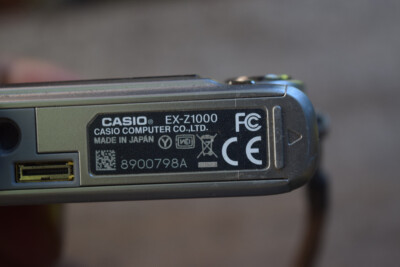 CASIO® EX-Z1000
CASIO COMPUTER CO.,LTD.
MADE IN JAPAN
8900798A
FC
CE